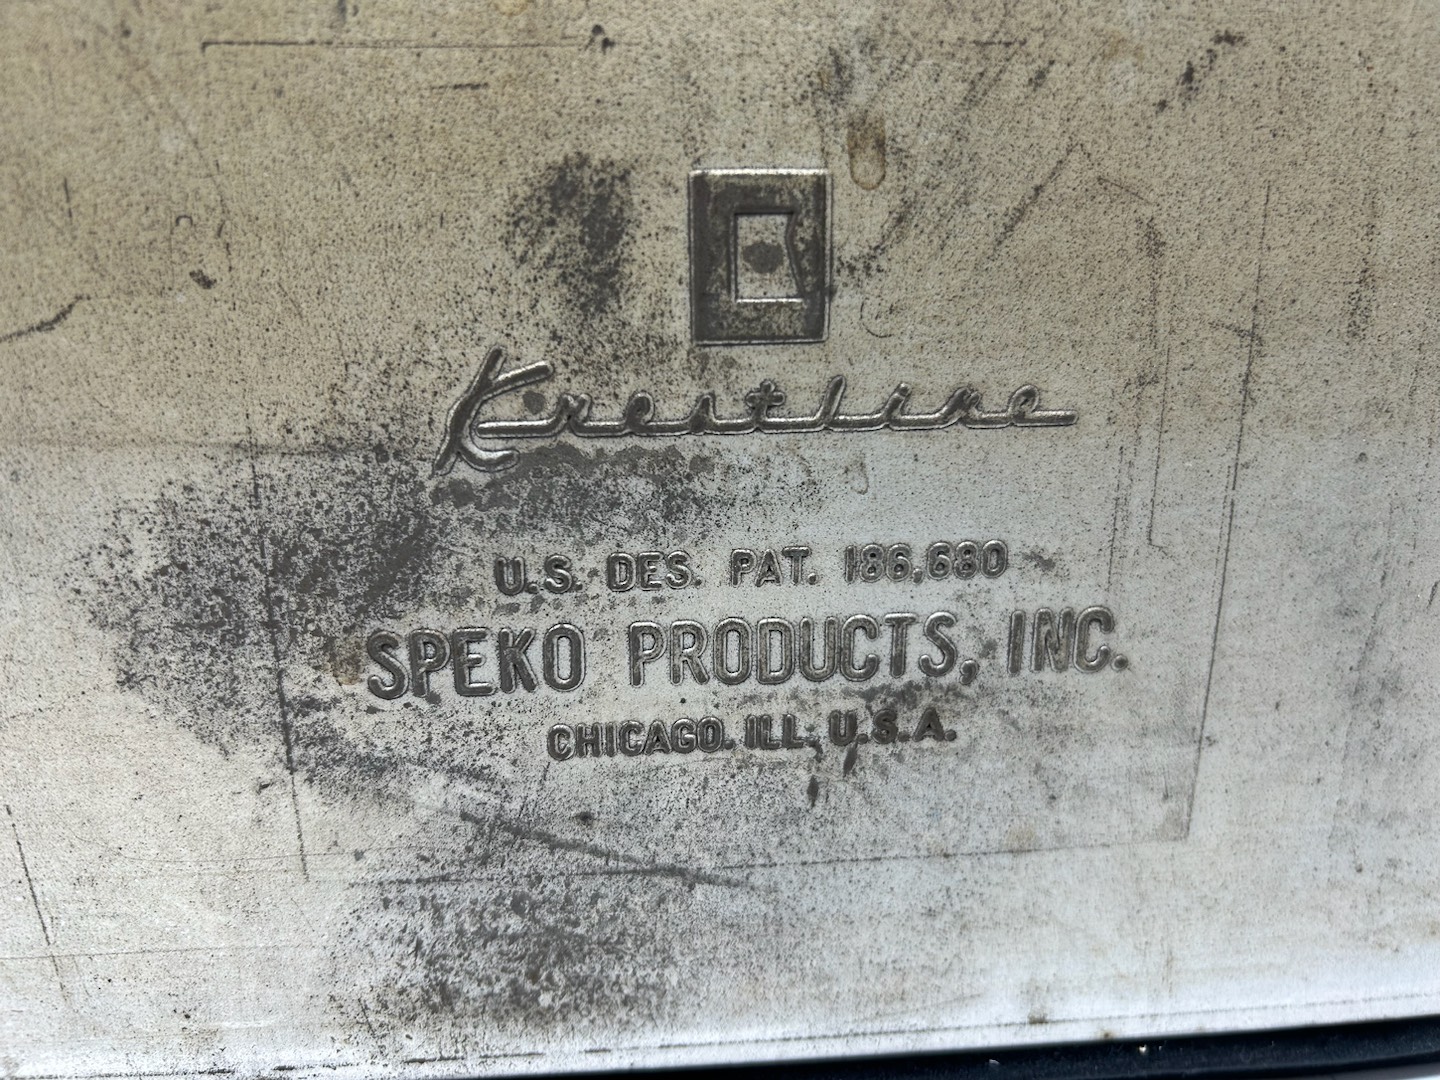 Krestline
U.S. DES. PAT. 186,680
SPEKO PRODUCTS, INC.
CHICAGO. ILL. U.S.A.